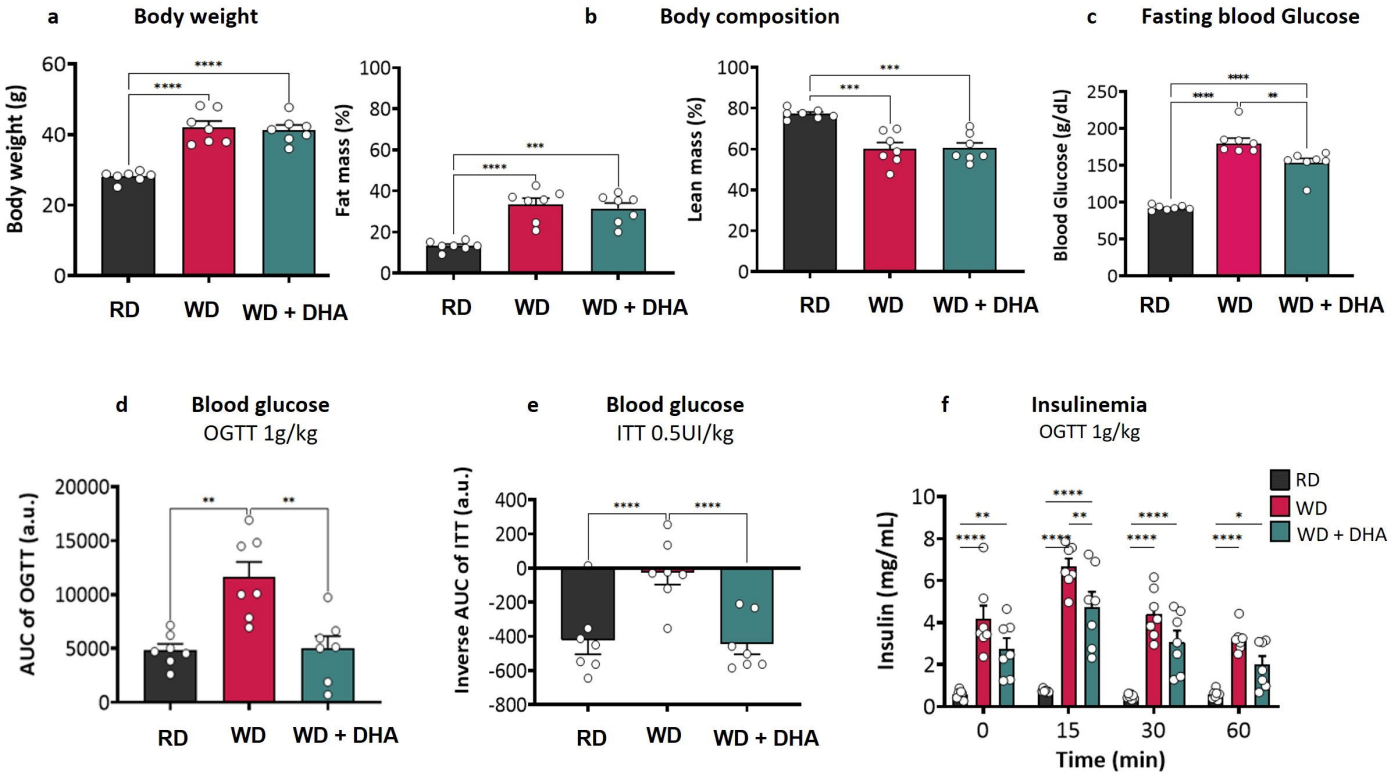 a Body weight
b Body composition
c Fasting blood Glucose
Body weight (g)
60
40
20
0
****
****
RD WD WD + DHA
Fat mass (%)
100
80
60
40
20
0
***
****
RD WD WD + DHA
Lean mass (%)
100
80
60
40
20
0
***
***
RD WD WD + DHA
Blood Glucose (g/dL)
250
200
150
100
50
0
****
**** **
RD WD WD + DHA
d Blood glucose
OGTT 1g/kg
AUC of OGTT (a.u.)
20000
15000
10000
5000
0
** **
RD WD WD + DHA
e Blood glucose
ITT 0.5UI/kg
Inverse AUC of ITT (a.u.)
400
200
0
-200
-400
-600
-800
**** ****
RD WD WD + DHA
f Insulinemia
OGTT 1g/kg
RD
WD
WD + DHA
Insulin (mg/mL)
10
8
6
4
2
0
**
****
****
**
****
****
****
*
****
0 15 30 60
Time (min)